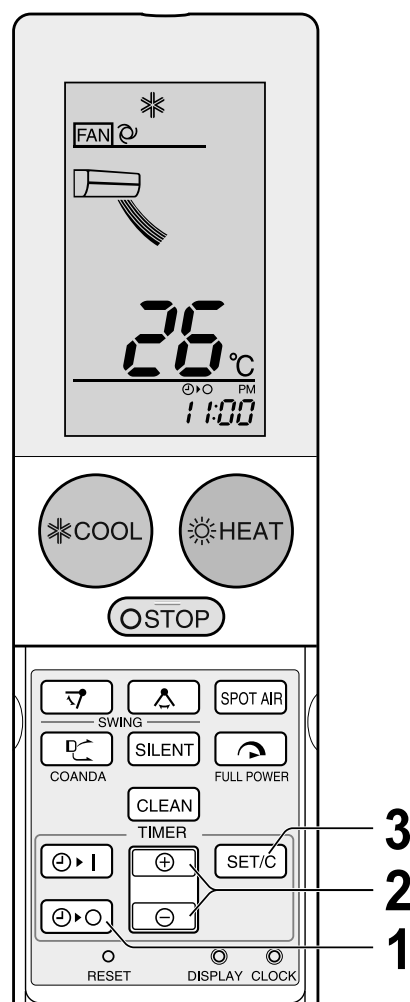 FAN
26°C
PM
11:00
COOL
HEAT
STOP
SPOT AIR
SWING
SILENT
COANDA
FULL POWER
CLEAN
TIMER
SET/C
3
2
1
RESET
DISPLAY
CLOCK